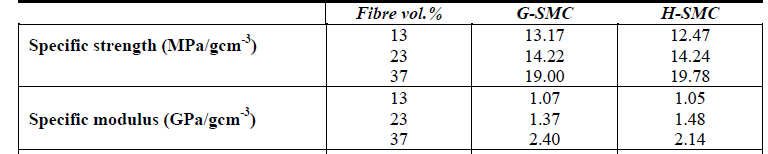 Fibre vol.% G-SMC H-SMC
Specific strength (MPa/gcm⁻³) 13 13.17 12.47
23 14.22 14.24
37 19.00 19.78
Specific modulus (GPa/gcm⁻³) 13 1.07 1.05
23 1.37 1.48
37 2.40 2.14